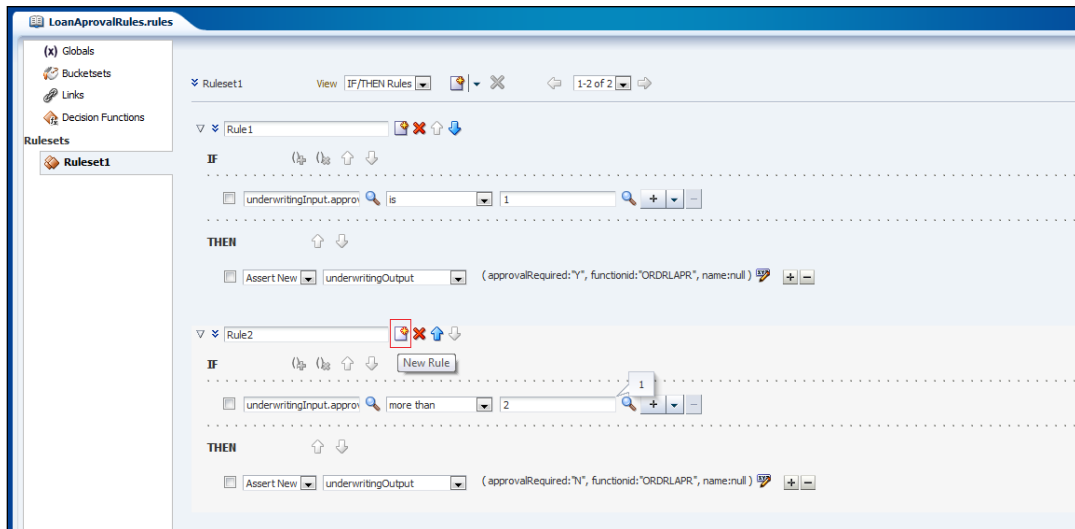 LoanAprovalRules.rules
(x) Globals
Bucketsets
Links
Decision Functions
Rulesets
Ruleset1
Ruleset1 View IF/THEN Rules 1-2 of 2
Rule1
IF
underwritingInput.approv is 1
THEN
Assert New underwritingOutput ( approvalRequired:"Y", functionid:"ORDRLAPR", name:null )
Rule2
New Rule
IF
1
underwritingInput.approv more than 2
THEN
Assert New underwritingOutput ( approvalRequired:"N", functionid:"ORDRLAPR", name:null )